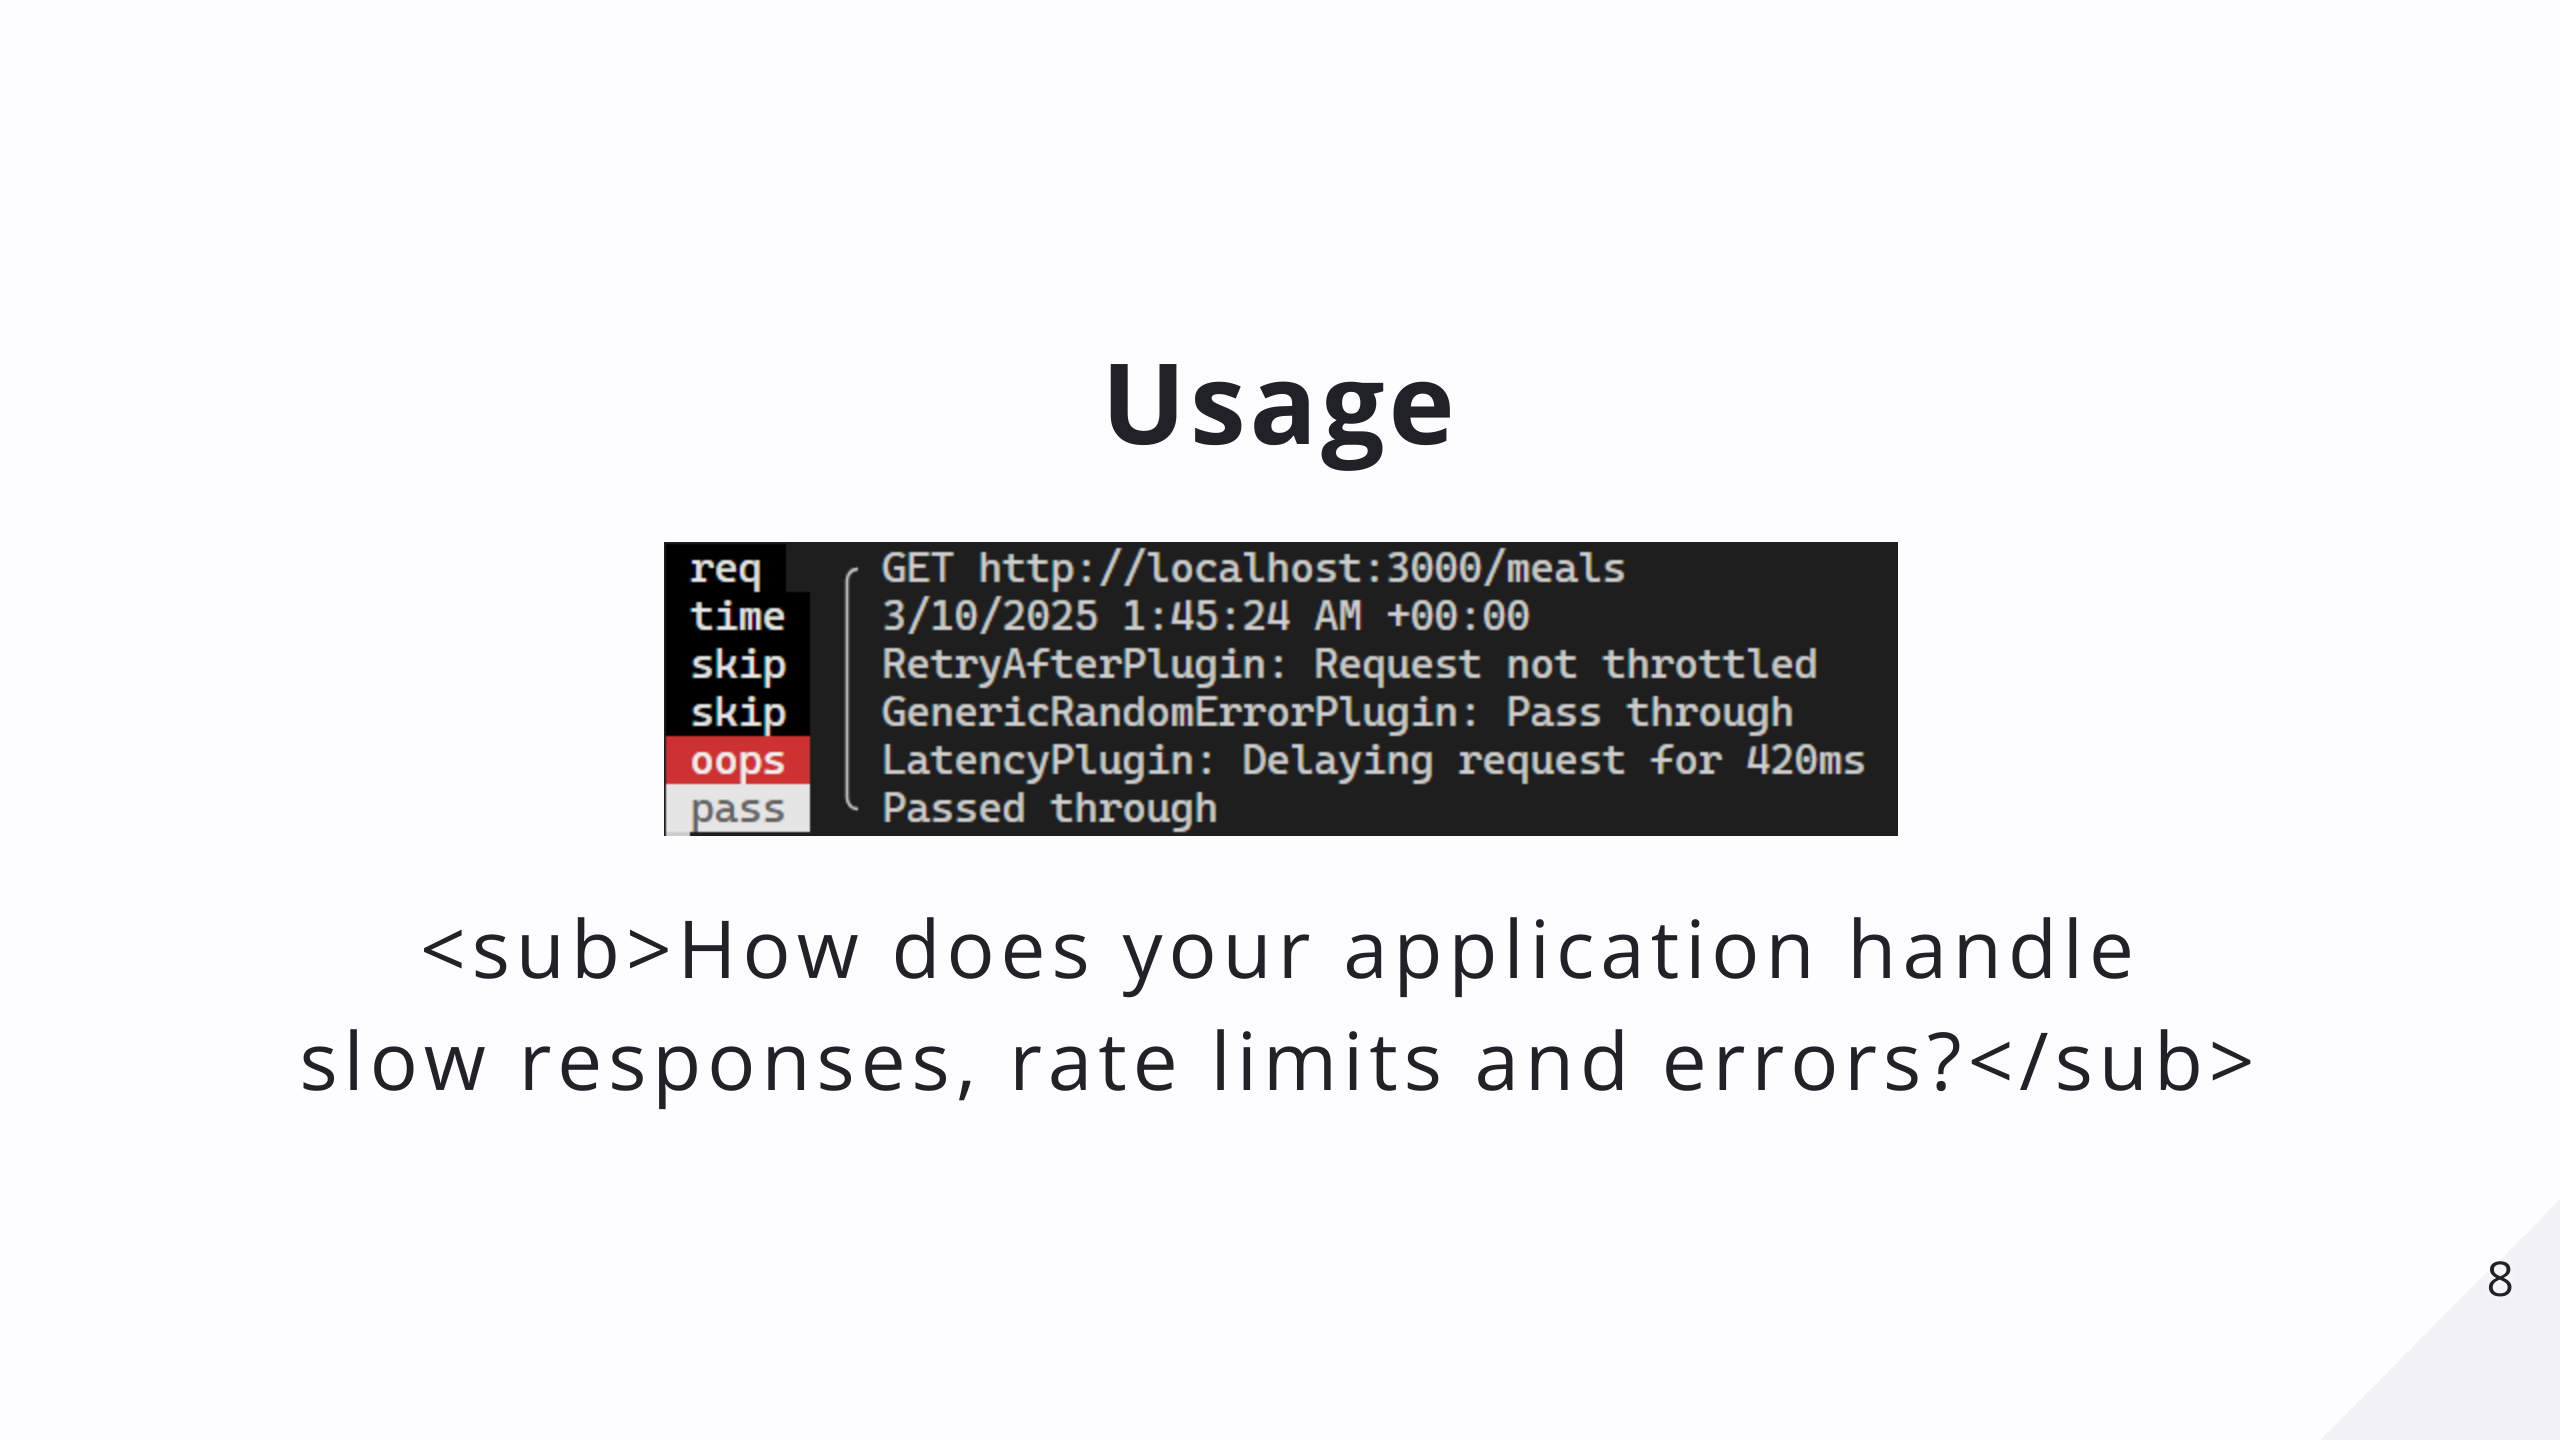 Usage
req GET http://localhost:3000/meals
time 3/10/2025 1:45:24 AM +00:00
skip RetryAfterPlugin: Request not throttled
skip GenericRandomErrorPlugin: Pass through
oops LatencyPlugin: Delaying request for 420ms
pass Passed through
<sub>How does your application handle
slow responses, rate limits and errors?</sub>
8